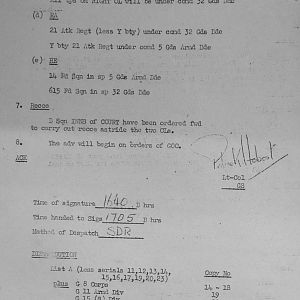 (d) RA
21 Atk Regt (less Y bty) under comd 32 Gds Bde
Y bty 21 Atk Regt under comd 5 Gds Armd Bde
(e) RE
14 Fd Sqn in sp 5 Gds Armd Bde
615 Fd Sqn in sp 32 Gds Bde
7. Recce
D Sqn INNS of COURT have been ordered fwd
to carry out recce astride the two CLs.
8. The adv will begin on orders of GOC.
ACK
Lt-Col
GS
Time of signature 1640 B hrs
Time handed to Sigs 1705 B hrs
Method of Despatch SDR
DISTRIBUTION
List A (less serials 11,12,13,14,
15,16,17,19,20,23) Copy No
plus G 8 Corps 14 - 18
G 11 Armd Div 19
G 15 (S) Div